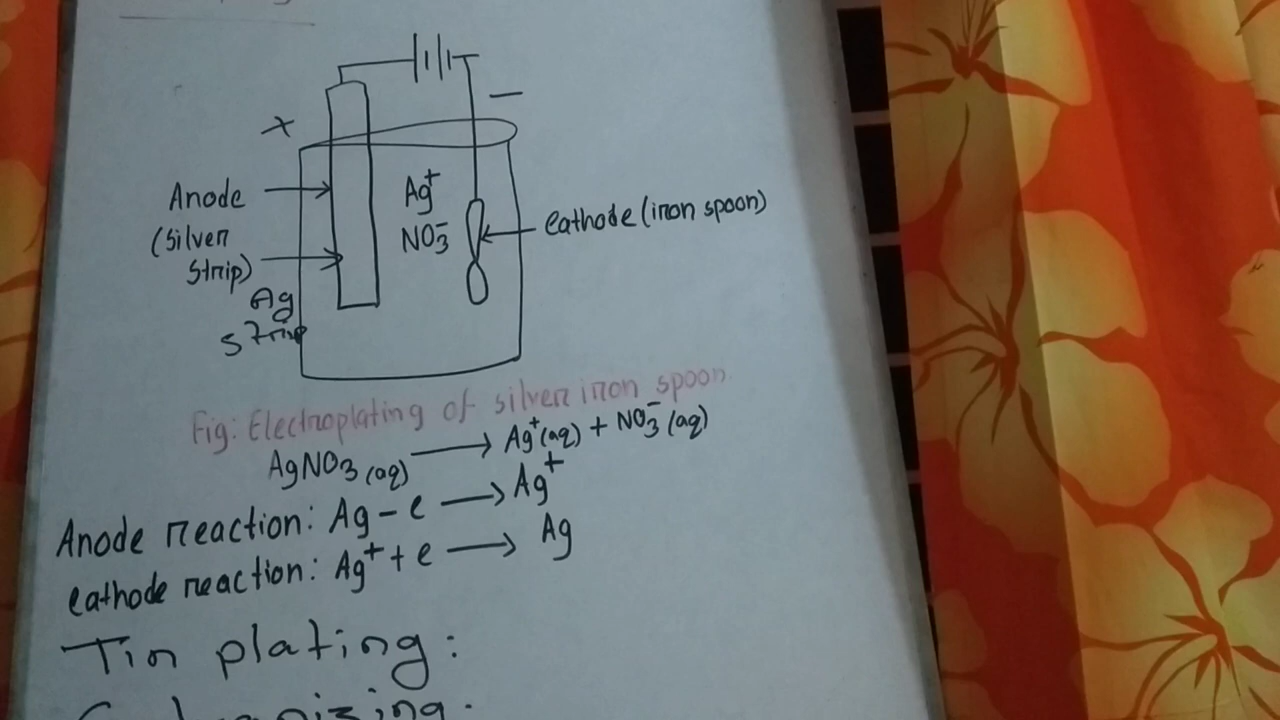 +
−
Anode
(silver
strip)
Ag
strip
Ag⁺
NO₃⁻
Cathode (iron spoon)
Fig: Electroplating of silver iron spoon
AgNO₃ (aq) ⟶ Ag⁺(aq) + NO₃⁻ (aq)
Anode reaction: Ag − e ⟶ Ag⁺
Cathode reaction: Ag⁺ + e ⟶ Ag
Tin plating: